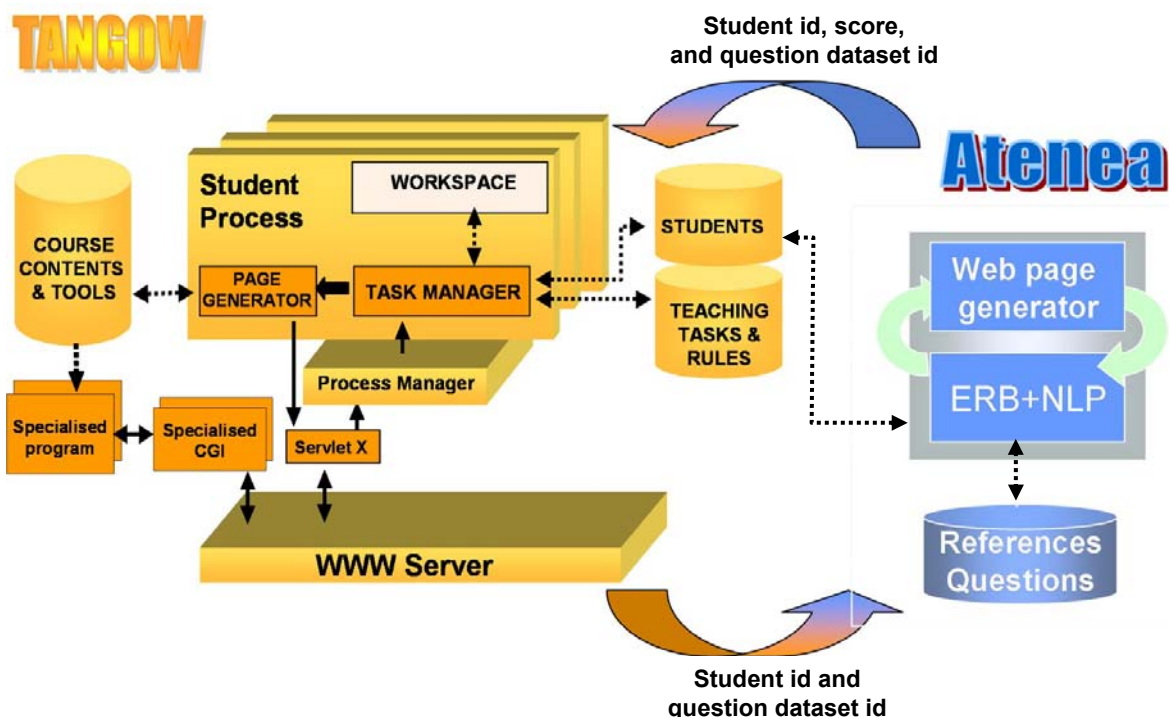 TANGOW
Student id, score,
and question dataset id
Atenea
Student
Process
WORKSPACE
COURSE
CONTENTS
& TOOLS
PAGE
GENERATOR
TASK MANAGER
STUDENTS
TEACHING
TASKS &
RULES
Process Manager
Specialised
program
Specialised
CGI
Servlet X
WWW Server
Web page
generator
ERB+NLP
References
Questions
Student id and
question dataset id